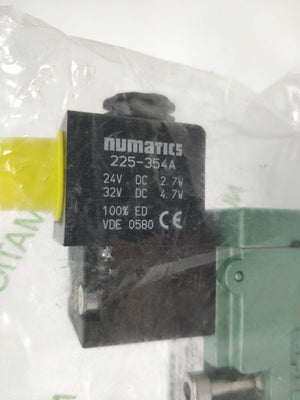 numatics
225-354A
24V DC 2.7W
32V DC 4.7W
100% ED
VDE 0580 CE